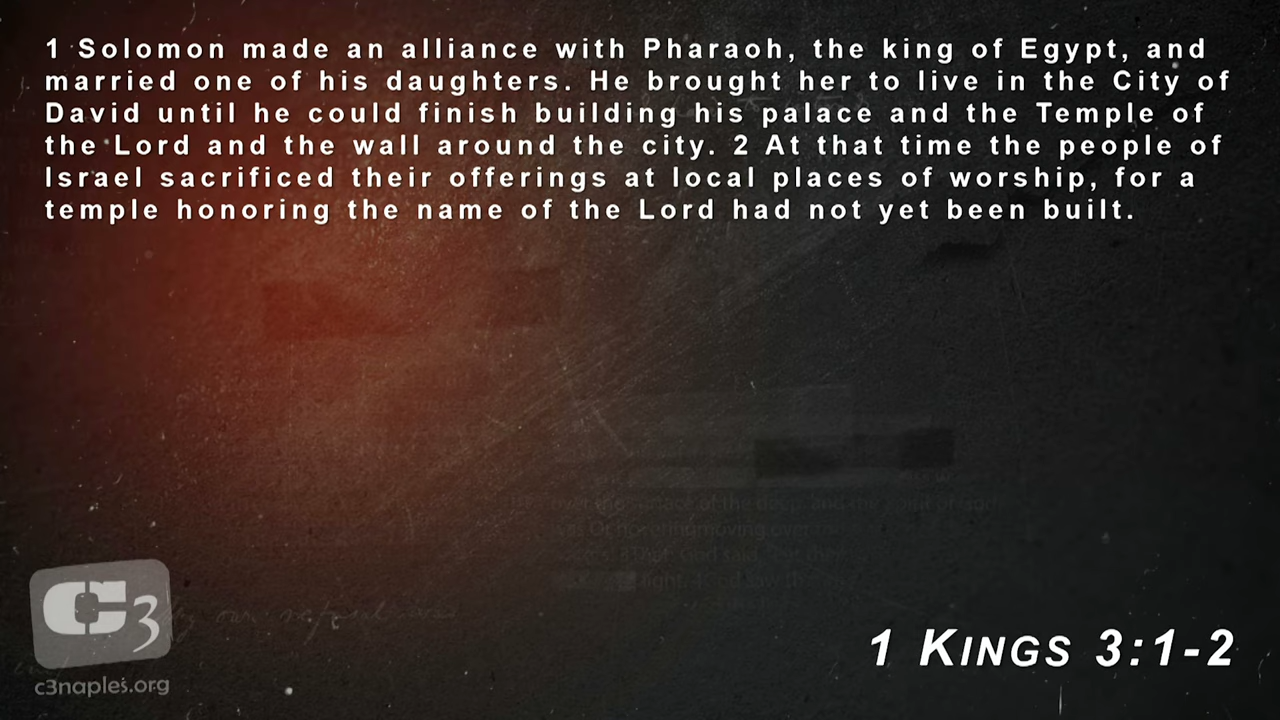 1 Solomon made an alliance with Pharaoh, the king of Egypt, and
married one of his daughters. He brought her to live in the City of
David until he could finish building his palace and the Temple of
the Lord and the wall around the city. 2 At that time the people of
Israel sacrificed their offerings at local places of worship, for a
temple honoring the name of the Lord had not yet been built.
C3
c3naples.org
1 KINGS 3:1-2